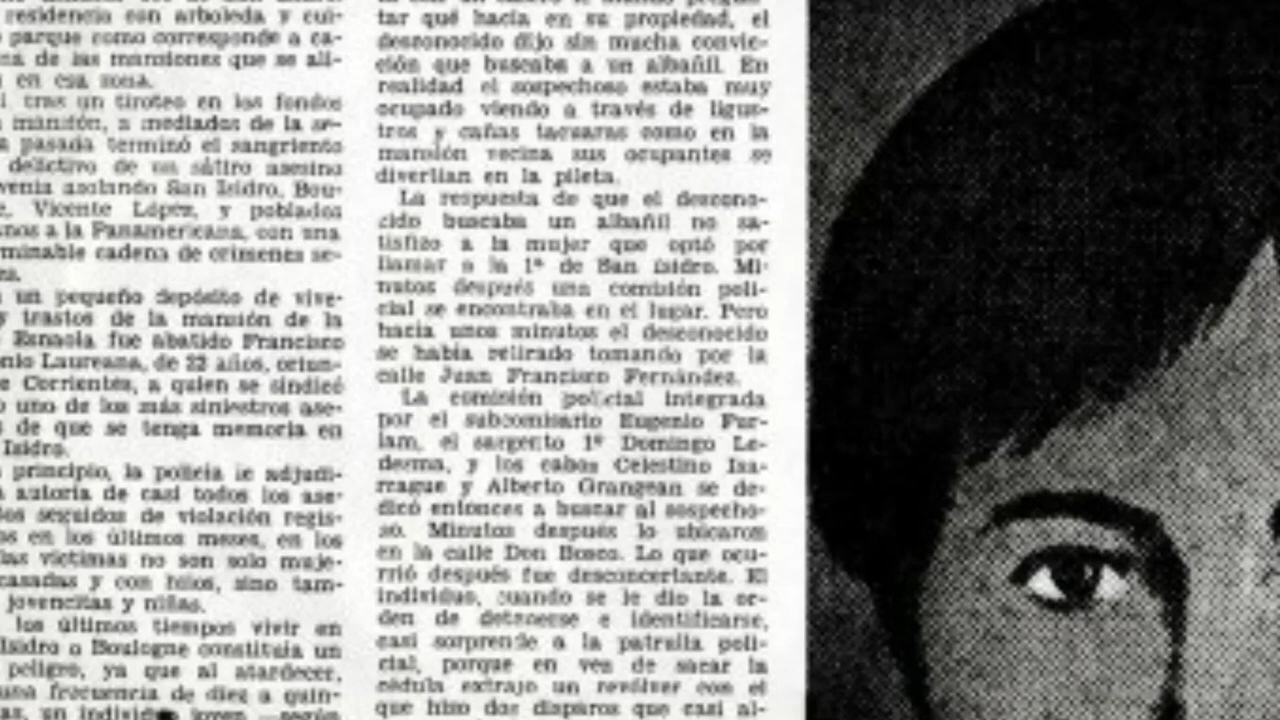 residencia con arboleda y cui-
parque como corresponde a ca-
de las mansiones que se ali-
en esa zona.
tras un tiroteo en los fondos
mansión, a mediados de la se-
pasada terminó el sangriento
delictivo de un sátiro asesino
venía asolando San Isidro, Bou-
Vicente López, y poblados
a la Panamericana, con una
cadena de crímenes se-
un pequeño depósito de vive-
y trastos de la mansión de la
Esnaola fue abatido Francisco
Laureana, de 22 años, oriun-
Corrientes, a quien se sindicó
uno de los más siniestros ase-
de que se tenga memoria en
Isidro.
principio, la policía le adjudi-
autoría de casi todos los ase-
seguidos de violación regis-
en los últimos meses, en los
las víctimas no son solo muje-
casadas y con hijos, sino tam-
jovencitas y niñas.
los últimos tiempos vivir en
Isidro o Boulogne constituía un
peligro, ya que al atardecer,
una frecuencia de diez a quin-
un individuo joven —según
tar qué hacía en su propiedad, el
desconocido dijo sin mucha convic-
ción que buscaba a un albañil. En
realidad el sospechoso estaba muy
ocupado viendo a través de ligus-
tros y cañas tacuaras como en la
mansión vecina sus ocupantes se
divertían en la pileta.
La respuesta de que el descono-
cido buscaba un albañil no sa-
tisfizo a la mujer que optó por
llamar a la 1ª de San Isidro. Mi-
nutos después una comisión poli-
cial se encontraba en el lugar. Pero
hacía unos minutos el desconocido
se había retirado tomando por la
calle Juan Francisco Fernández.
La comisión policial integrada
por el subcomisario Eugenio Fur-
lam, el sargento 1º Domingo Le-
derma, y los cabos Celestino Isa-
rrague y Alberto Grangean se de-
dicó entonces a buscar al sospecho-
so. Minutos después lo ubicaron
en la calle Don Bosco. Lo que ocu-
rrió después fue desconcertante. El
individuo, cuando se le dio la or-
den de detenerse e identificarse,
casi sorprende a la patrulla poli-
cial, porque en vez de sacar la
cédula extrajo un revólver con el
que hizo dos disparos que casi al-